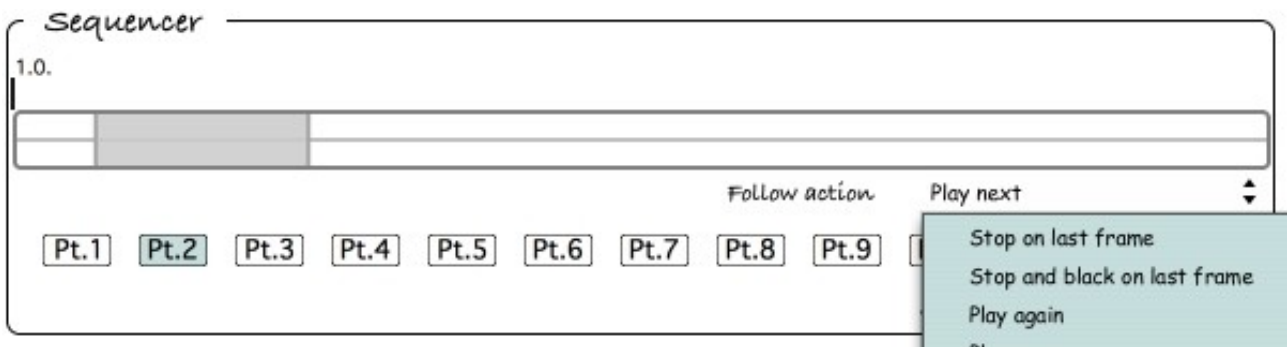 Sequencer
1.0.
Follow action Play next
Pt.1 Pt.2 Pt.3 Pt.4 Pt.5 Pt.6 Pt.7 Pt.8 Pt.9
Stop on last frame
Stop and black on last frame
Play again